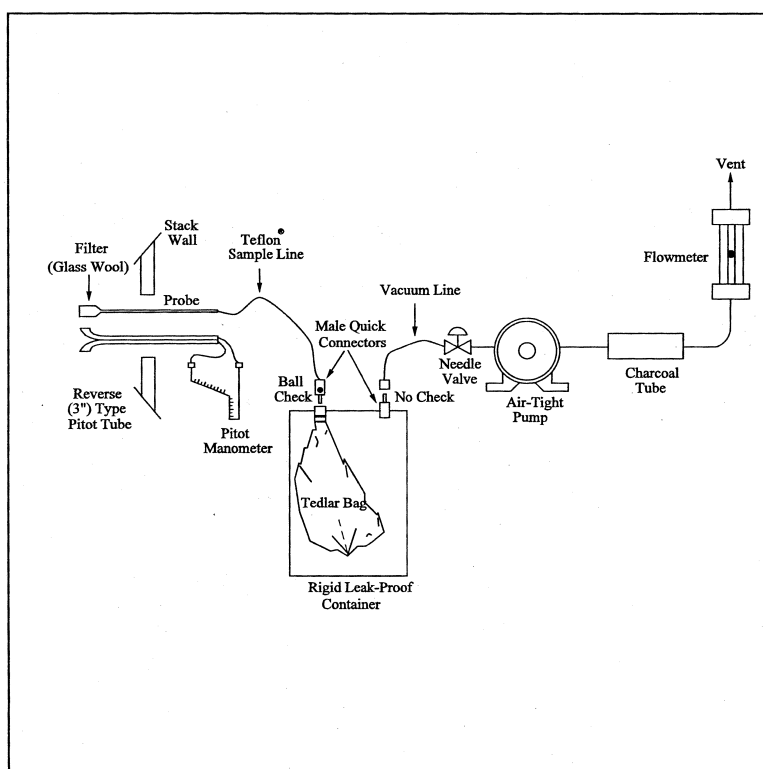 Vent
Stack
Wall
Filter
(Glass Wool)
Teflon®
Sample Line
Flowmeter
Probe
Vacuum Line
Male Quick
Connectors
Needle
Valve
Charcoal
Tube
Ball
Check
No Check
Air-Tight
Pump
Reverse
(3") Type
Pitot Tube
Pitot
Manometer
Tedlar Bag
Rigid Leak-Proof
Container